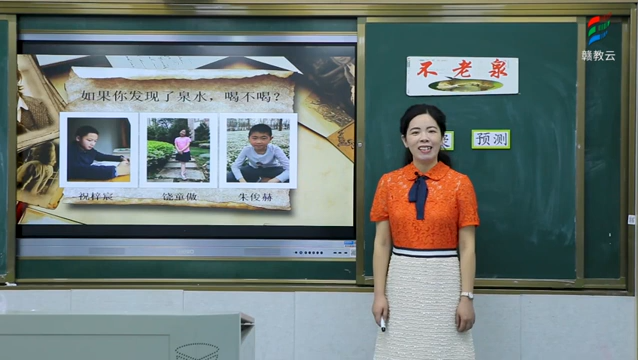 如果你发现了泉水，喝不喝？
祝梓宸 饶童做 朱俊赫
不老泉
预测
赣教云